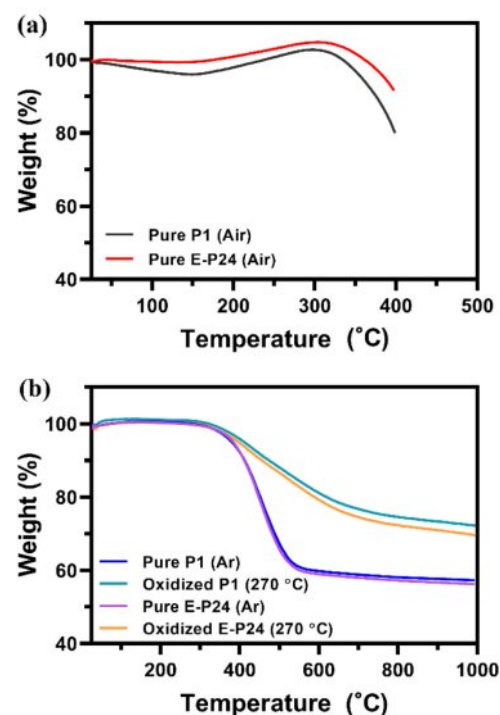 (a)
Weight (%)
120
100
80
60
40
Pure P1 (Air)
Pure E-P24 (Air)
100 200 300 400 500
Temperature (°C)
(b)
Weight (%)
100
80
60
40
Pure P1 (Ar)
Oxidized P1 (270 °C)
Pure E-P24 (Ar)
Oxidized E-P24 (270 °C)
200 400 600 800 1000
Temperature (°C)